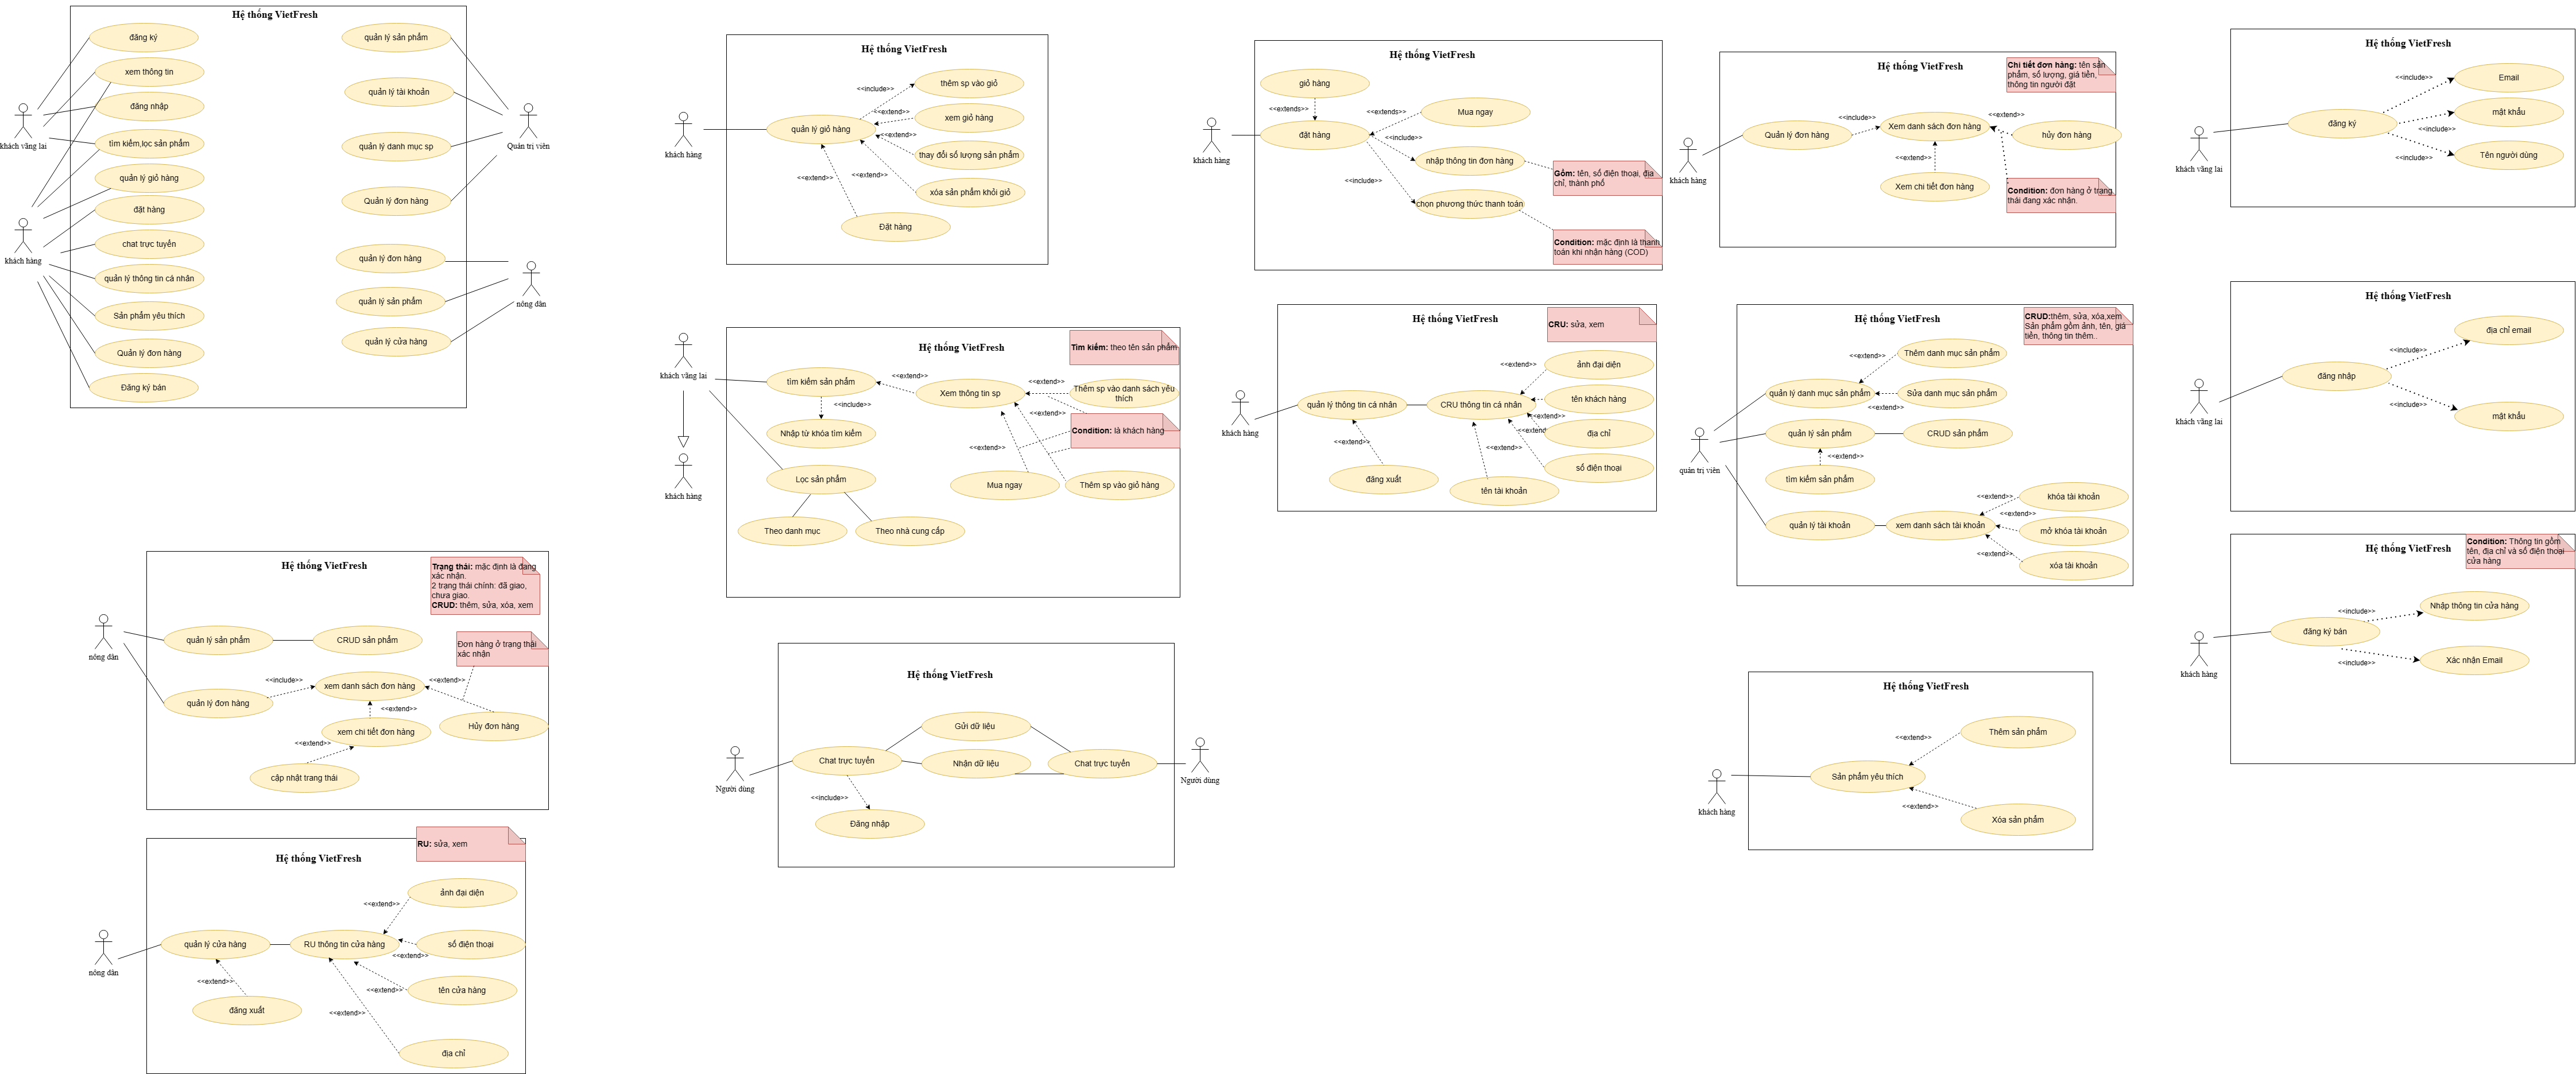 Hệ thống VietFresh
đăng ký
xem thông tin
đăng nhập
tìm kiếm,lọc sản phẩm
quản lý giỏ hàng
đặt hàng
chat trực tuyến
quản lý thông tin cá nhân
Sản phẩm yêu thích
Quản lý đơn hàng
Đăng ký bán
quản lý sản phẩm
quản lý tài khoản
quản lý danh mục sp
Quản lý đơn hàng
quản lý đơn hàng
quản lý sản phẩm
quản lý cửa hàng
khách vãng lai
khách hàng
Quản trị viên
nông dân
Hệ thống VietFresh
khách hàng
quản lý giỏ hàng
<<include>>
<<extend>>
<<extend>>
<<extend>>
<<extend>>
thêm sp vào giỏ
xem giỏ hàng
thay đổi số lượng sản phẩm
xóa sản phẩm khỏi giỏ
Đặt hàng
Hệ thống VietFresh
khách hàng
giỏ hàng
<<extends>>
đặt hàng
<<extends>>
<<include>>
<<include>>
Mua ngay
nhập thông tin đơn hàng
chọn phương thức thanh toán
Gồm: tên, số điện thoại, địa
chỉ, thành phố
Condition: mặc định là thanh
toán khi nhận hàng (COD)
Hệ thống VietFresh
Chi tiết đơn hàng: tên sản
phẩm, số lượng, giá tiền,
thông tin người đặt
khách hàng
Quản lý đơn hàng
<<include>>
Xem danh sách đơn hàng
<<extend>>
hủy đơn hàng
<<extend>>
Xem chi tiết đơn hàng
Condition: đơn hàng ở trạng
thái đang xác nhận.
Hệ thống VietFresh
khách vãng lai
đăng ký
<<include>>
<<include>>
<<include>>
Email
mật khẩu
Tên người dùng
Hệ thống VietFresh
Tìm kiếm: theo tên sản phẩm
khách vãng lai
khách hàng
tìm kiếm sản phẩm
<<extend>>
Xem thông tin sp
<<extend>>
Thêm sp vào danh sách yêu
thích
<<include>>
Nhập từ khóa tìm kiếm
<<extend>>
<<extend>>
Condition: là khách hàng
Lọc sản phẩm
Mua ngay
Thêm sp vào giỏ hàng
Theo danh mục
Theo nhà cung cấp
Hệ thống VietFresh
CRU: sửa, xem
khách hàng
quản lý thông tin cá nhân
CRU thông tin cá nhân
<<extend>>
<<extend>>
<<extend>>
<<extend>>
<<extend>>
ảnh đại diện
tên khách hàng
địa chỉ
số điện thoại
đăng xuất
tên tài khoản
Hệ thống VietFresh
CRUD:thêm, sửa, xóa,xem
Sản phẩm gồm ảnh, tên, giá
tiền, thông tin thêm..
quản trị viên
<<extend>>
Thêm danh mục sản phẩm
quản lý danh mục sản phẩm
Sửa danh mục sản phẩm
<<extend>>
quản lý sản phẩm
CRUD sản phẩm
<<extend>>
tìm kiếm sản phẩm
quản lý tài khoản
xem danh sách tài khoản
<<extend>>
<<extend>>
<<extend>>
khóa tài khoản
mở khóa tài khoản
xóa tài khoản
Hệ thống VietFresh
khách vãng lai
đăng nhập
<<include>>
<<include>>
địa chỉ email
mật khẩu
Hệ thống VietFresh
Trạng thái: mặc định là đang
xác nhận.
2 trạng thái chính: đã giao,
chưa giao.
CRUD: thêm, sửa, xóa, xem
nông dân
quản lý sản phẩm
CRUD sản phẩm
Đơn hàng ở trạng thái
xác nhận
quản lý đơn hàng
<<include>>
xem danh sách đơn hàng
<<extend>>
<<extend>>
xem chi tiết đơn hàng
Hủy đơn hàng
<<extend>>
cập nhật trạng thái
Hệ thống VietFresh
Người dùng
Chat trực tuyến
Gửi dữ liệu
Nhận dữ liệu
Chat trực tuyến
Người dùng
<<include>>
Đăng nhập
Hệ thống VietFresh
khách hàng
Sản phẩm yêu thích
<<extend>>
<<extend>>
Thêm sản phẩm
Xóa sản phẩm
Hệ thống VietFresh
Condition: Thông tin gồm
tên, địa chỉ và số điện thoại
cửa hàng
khách hàng
đăng ký bán
<<include>>
<<include>>
Nhập thông tin cửa hàng
Xác nhận Email
Hệ thống VietFresh
RU: sửa, xem
nông dân
quản lý cửa hàng
RU thông tin cửa hàng
<<extend>>
<<extend>>
<<extend>>
<<extend>>
<<extend>>
ảnh đại diện
số điện thoại
tên cửa hàng
đăng xuất
địa chỉ